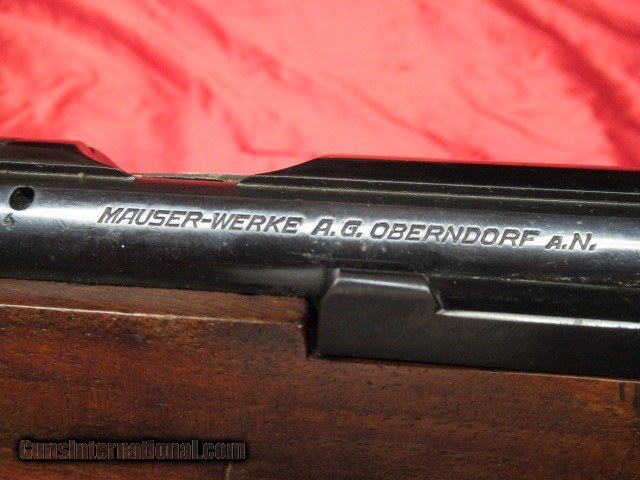 MAUSER-WERKE A.G. OBERNDORF A.N.
GunsInternational.com